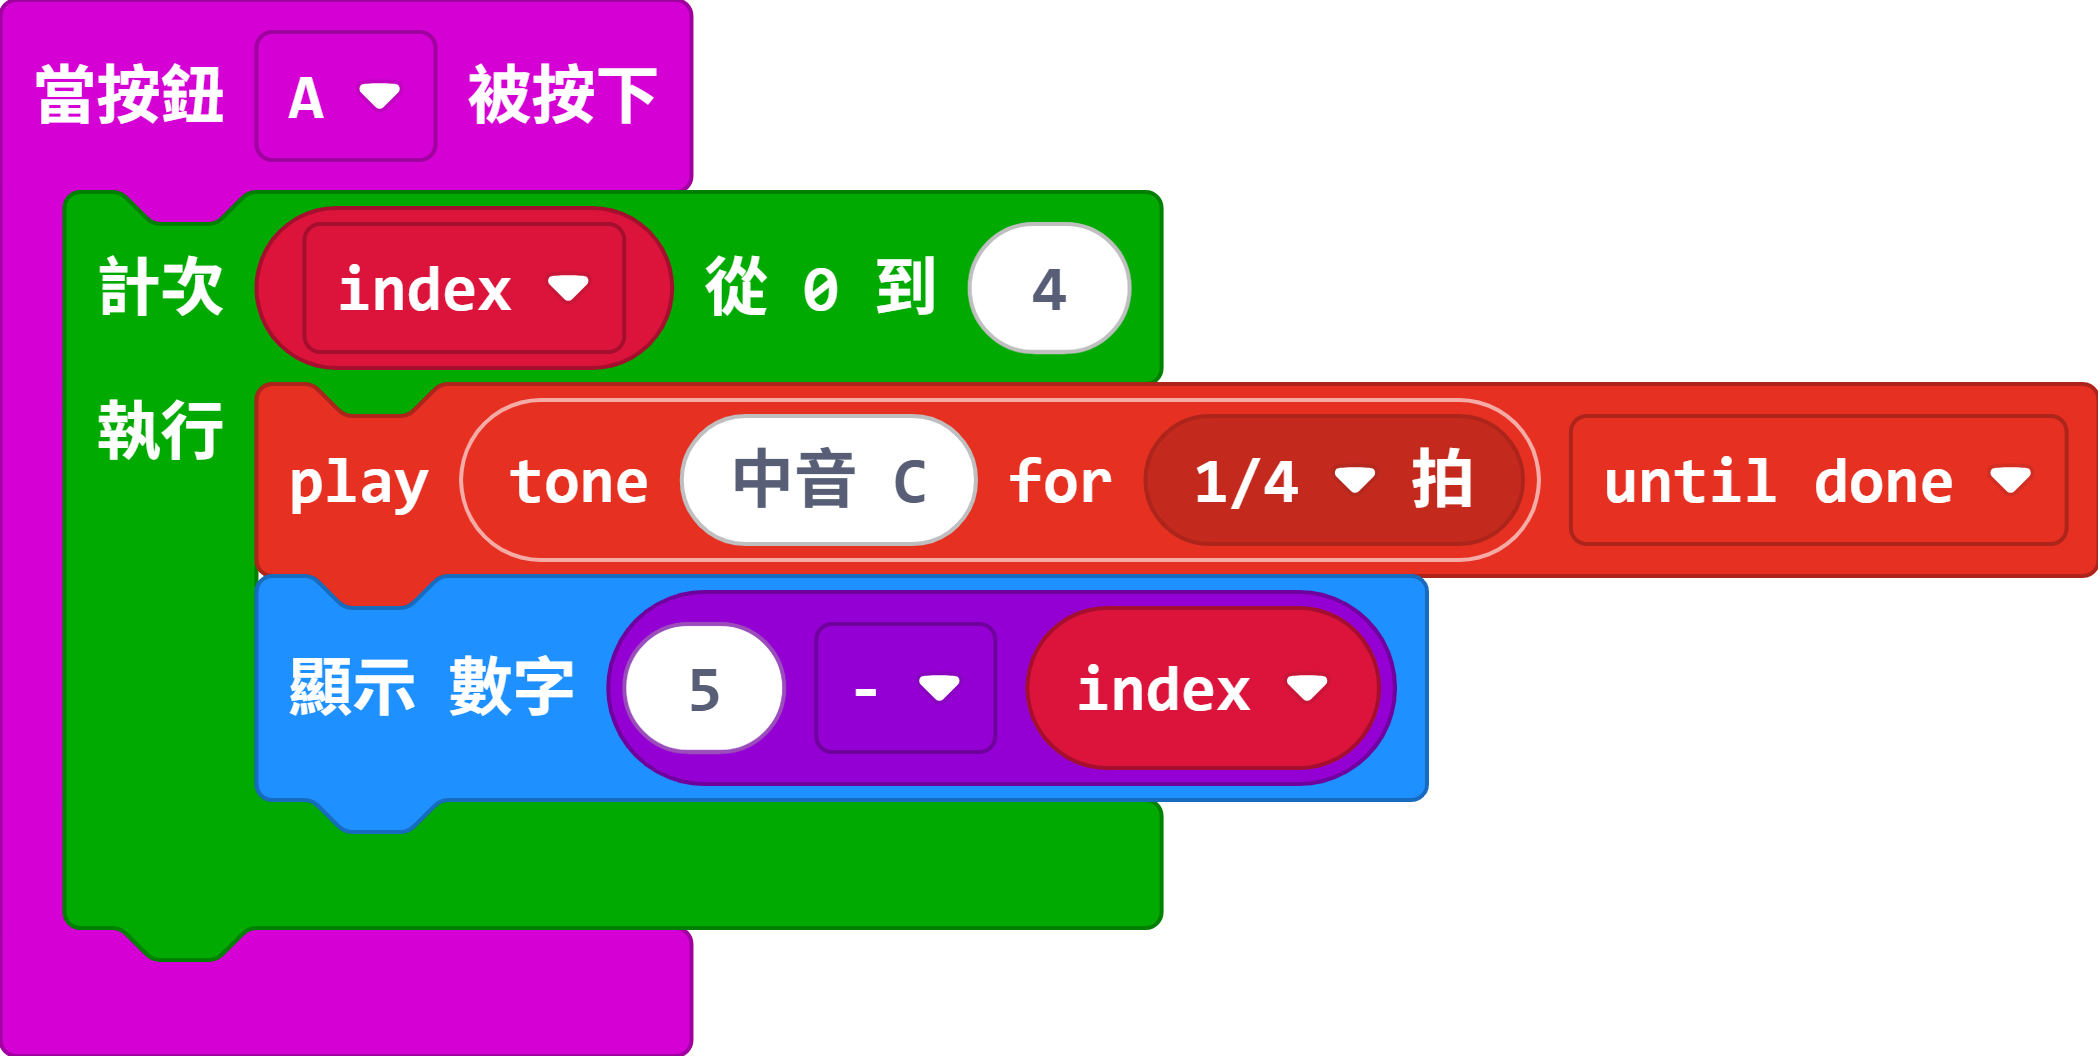 當按鈕 A 被按下
計次 index 從 0 到 4
執行
play tone 中音 C for 1/4 拍 until done
顯示 數字 5 - index